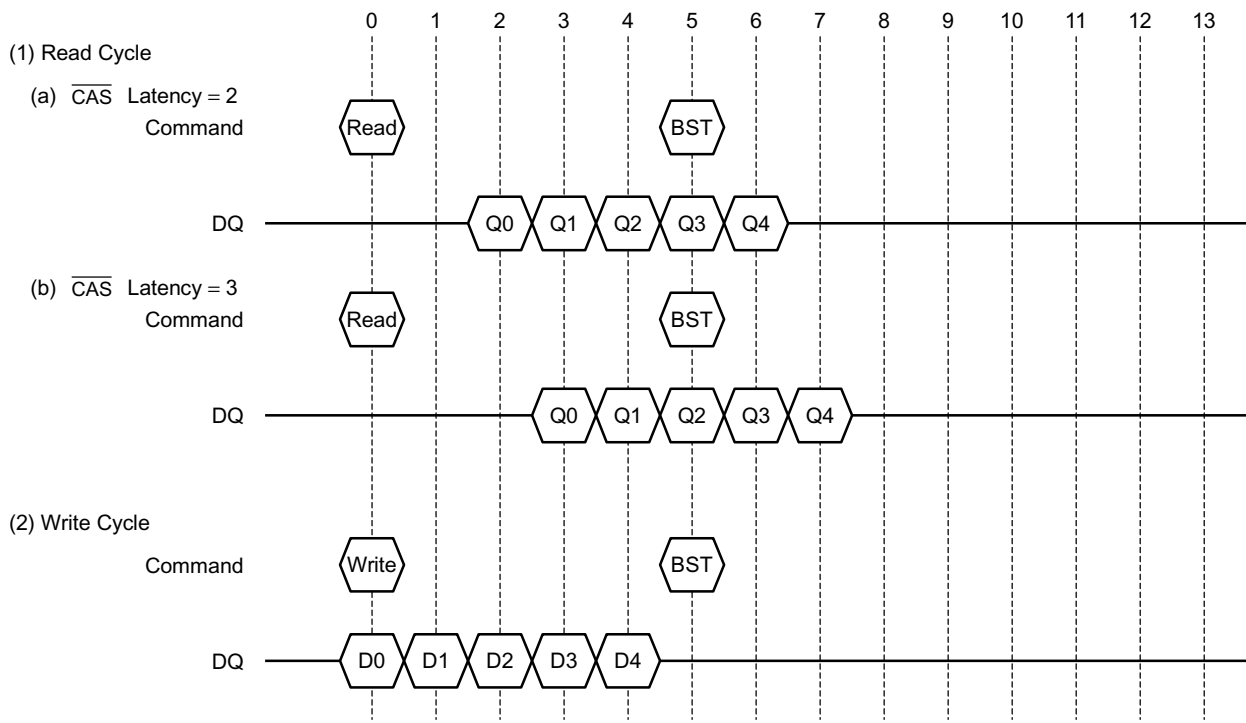 0 1 2 3 4 5 6 7 8 9 10 11 12 13
(1) Read Cycle
(a) CAS Latency = 2
Command Read BST
DQ Q0 Q1 Q2 Q3 Q4
(b) CAS Latency = 3
Command Read BST
DQ Q0 Q1 Q2 Q3 Q4
(2) Write Cycle
Command Write BST
DQ D0 D1 D2 D3 D4